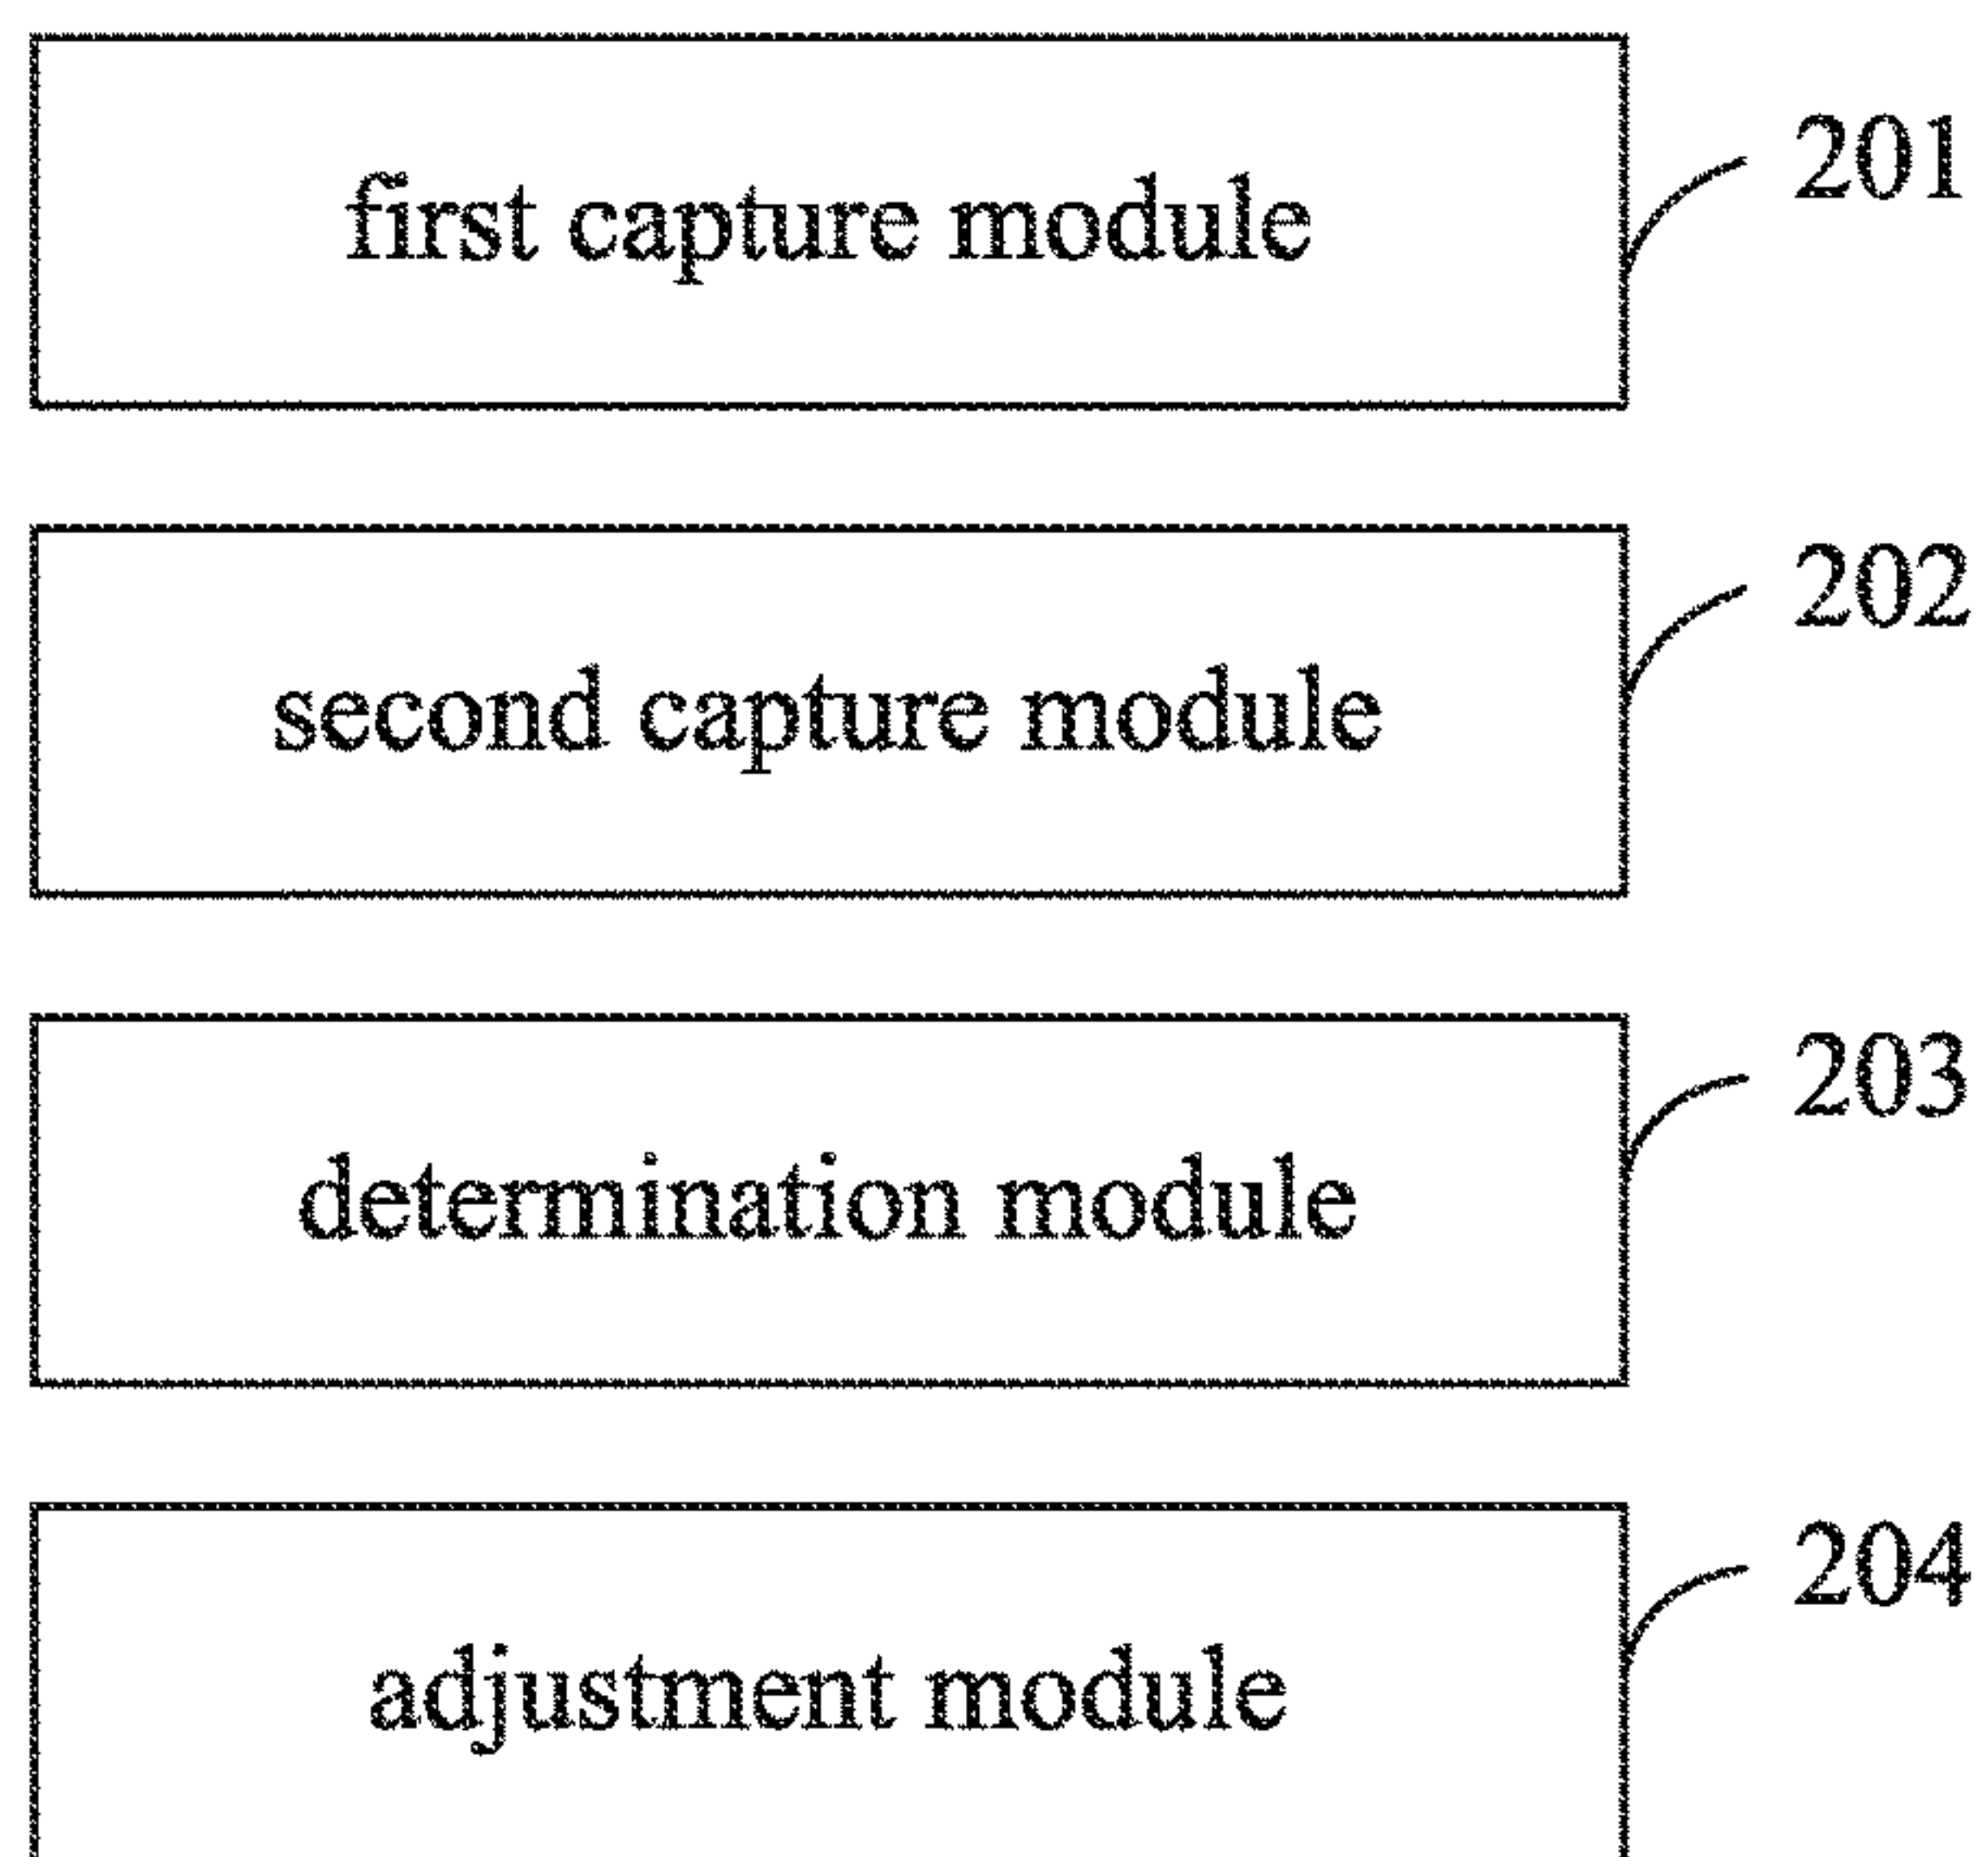 first capture module
201
second capture module
202
determination module
203
adjustment module
204